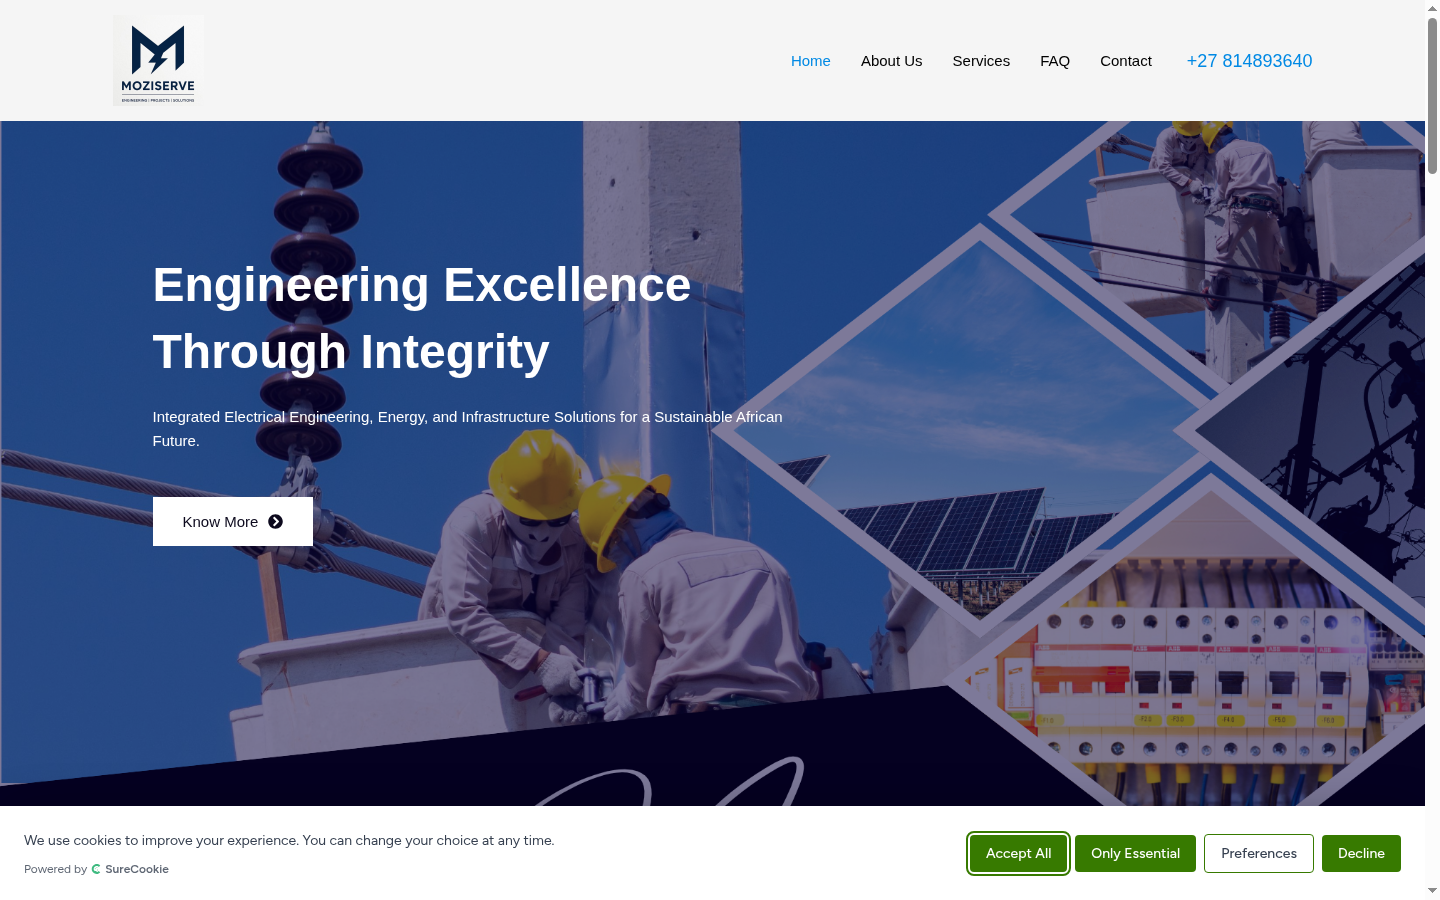 MOZISERVE
ENGINEERING | PROJECTS | SOLUTIONS
Home
About Us
Services
FAQ
Contact
+27 814893640
Engineering Excellence
Through Integrity
Integrated Electrical Engineering, Energy, and Infrastructure Solutions for a Sustainable African
Future.
Know More
We use cookies to improve your experience. You can change your choice at any time.
Powered by SureCookie
Accept All
Only Essential
Preferences
Decline